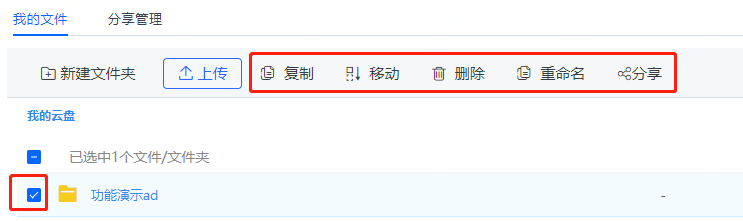 我的文件 分享管理
新建文件夹 上传 复制 移动 删除 重命名 分享
我的云盘
已选中1个文件/文件夹
功能演示ad -